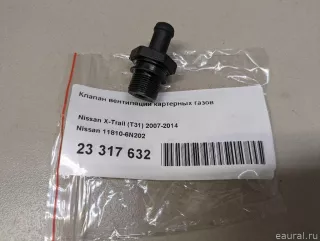 Клапан вентиляции картерных газов
Nissan X-Trail (T31) 2007-2014
Nissan 11810-6N202
23 317 632
© eaural.ru